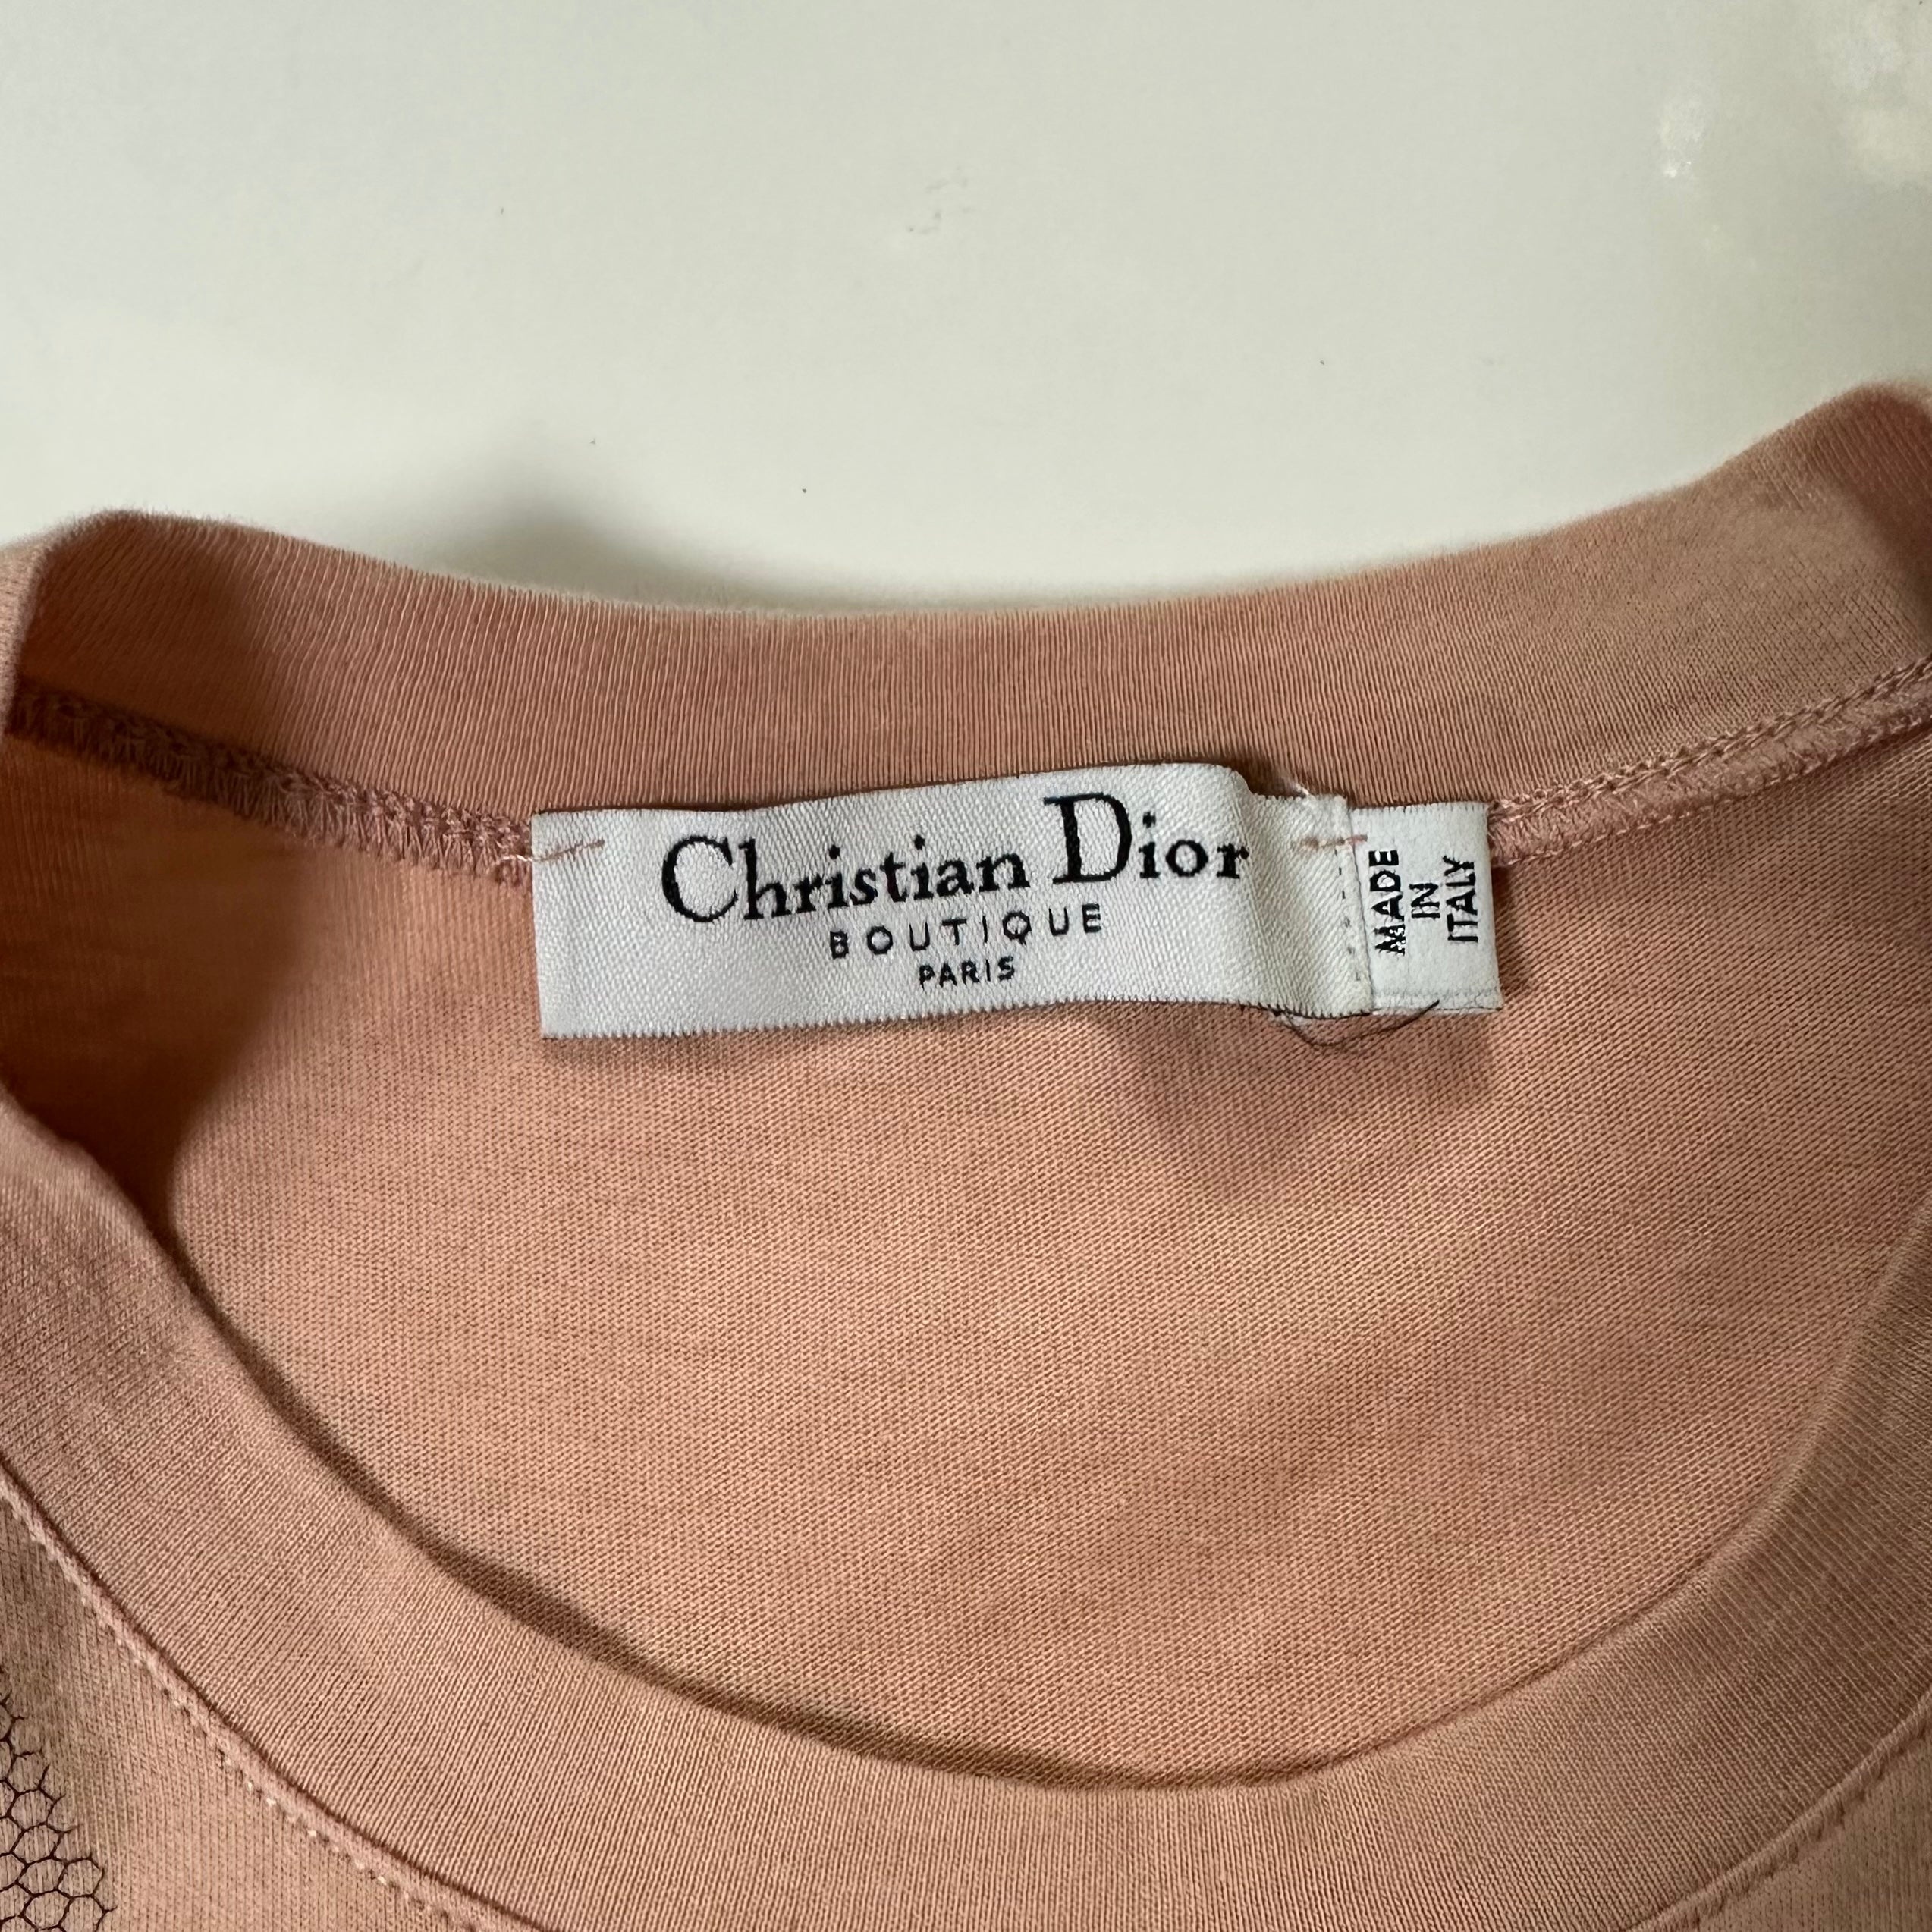 Christian Dior
BOUTIQUE
PARIS
MADE
IN
ITALY